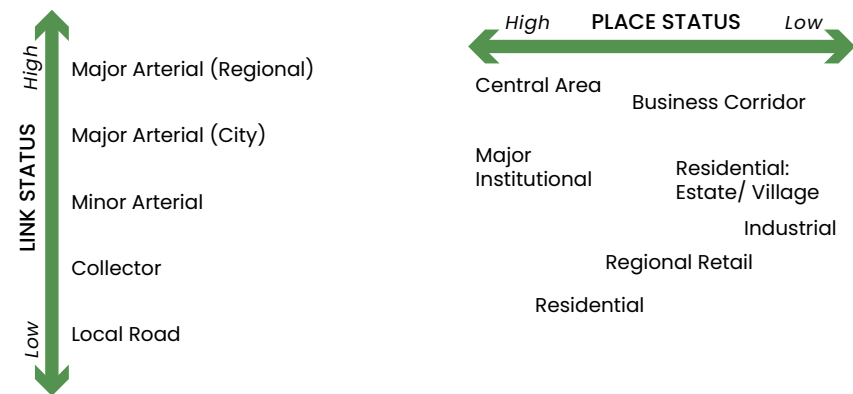 High
LINK STATUS
Low
Major Arterial (Regional)
Major Arterial (City)
Minor Arterial
Collector
Local Road
High PLACE STATUS Low
Central Area
Business Corridor
Major
Institutional
Residential:
Estate/ Village
Industrial
Regional Retail
Residential